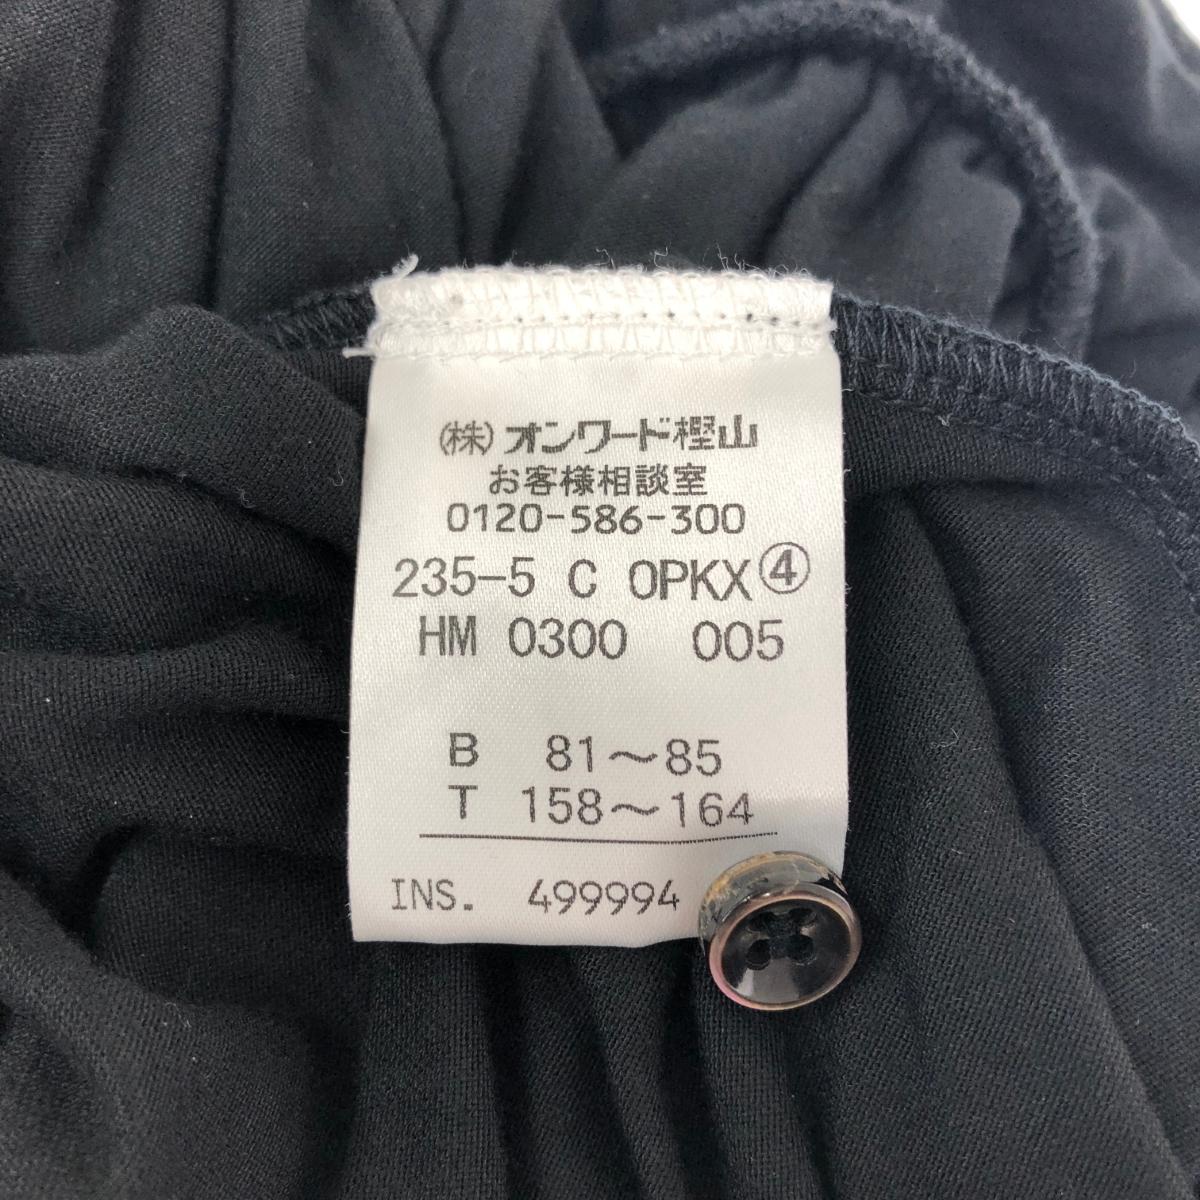 (株)オンワード樫山
お客様相談室
0120-586-300
235-5 C OPKX④
HM 0300 005
B 81〜85
T 158〜164
INS. 499994